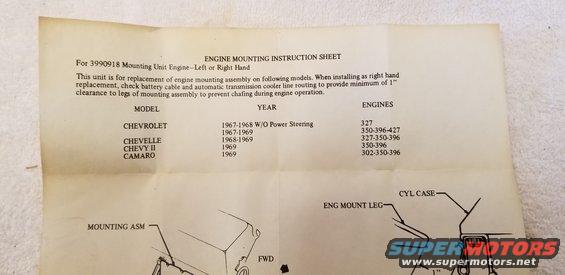 ENGINE MOUNTING INSTRUCTION SHEET
For 3990918 Mounting Unit Engine—Left or Right Hand
This unit is for replacement of engine mounting assembly on following models. When installing as right hand
replacement, check battery cable and automatic transmission cooler line routing to provide minimum of 1"
clearance to legs of mounting assembly to prevent chafing during engine operation.
MODEL YEAR ENGINES
CHEVROLET 1967-1968 W/O Power Steering 327
1967-1969 350-396-427
CHEVELLE 1968-1969 327-350-396
CHEVY II 1969 350-396
CAMARO 1969 302-350-396
CYL CASE
ENG MOUNT LEG
MOUNTING ASM
FWD
1"
SUPERMOTORS
www.supermotors.net